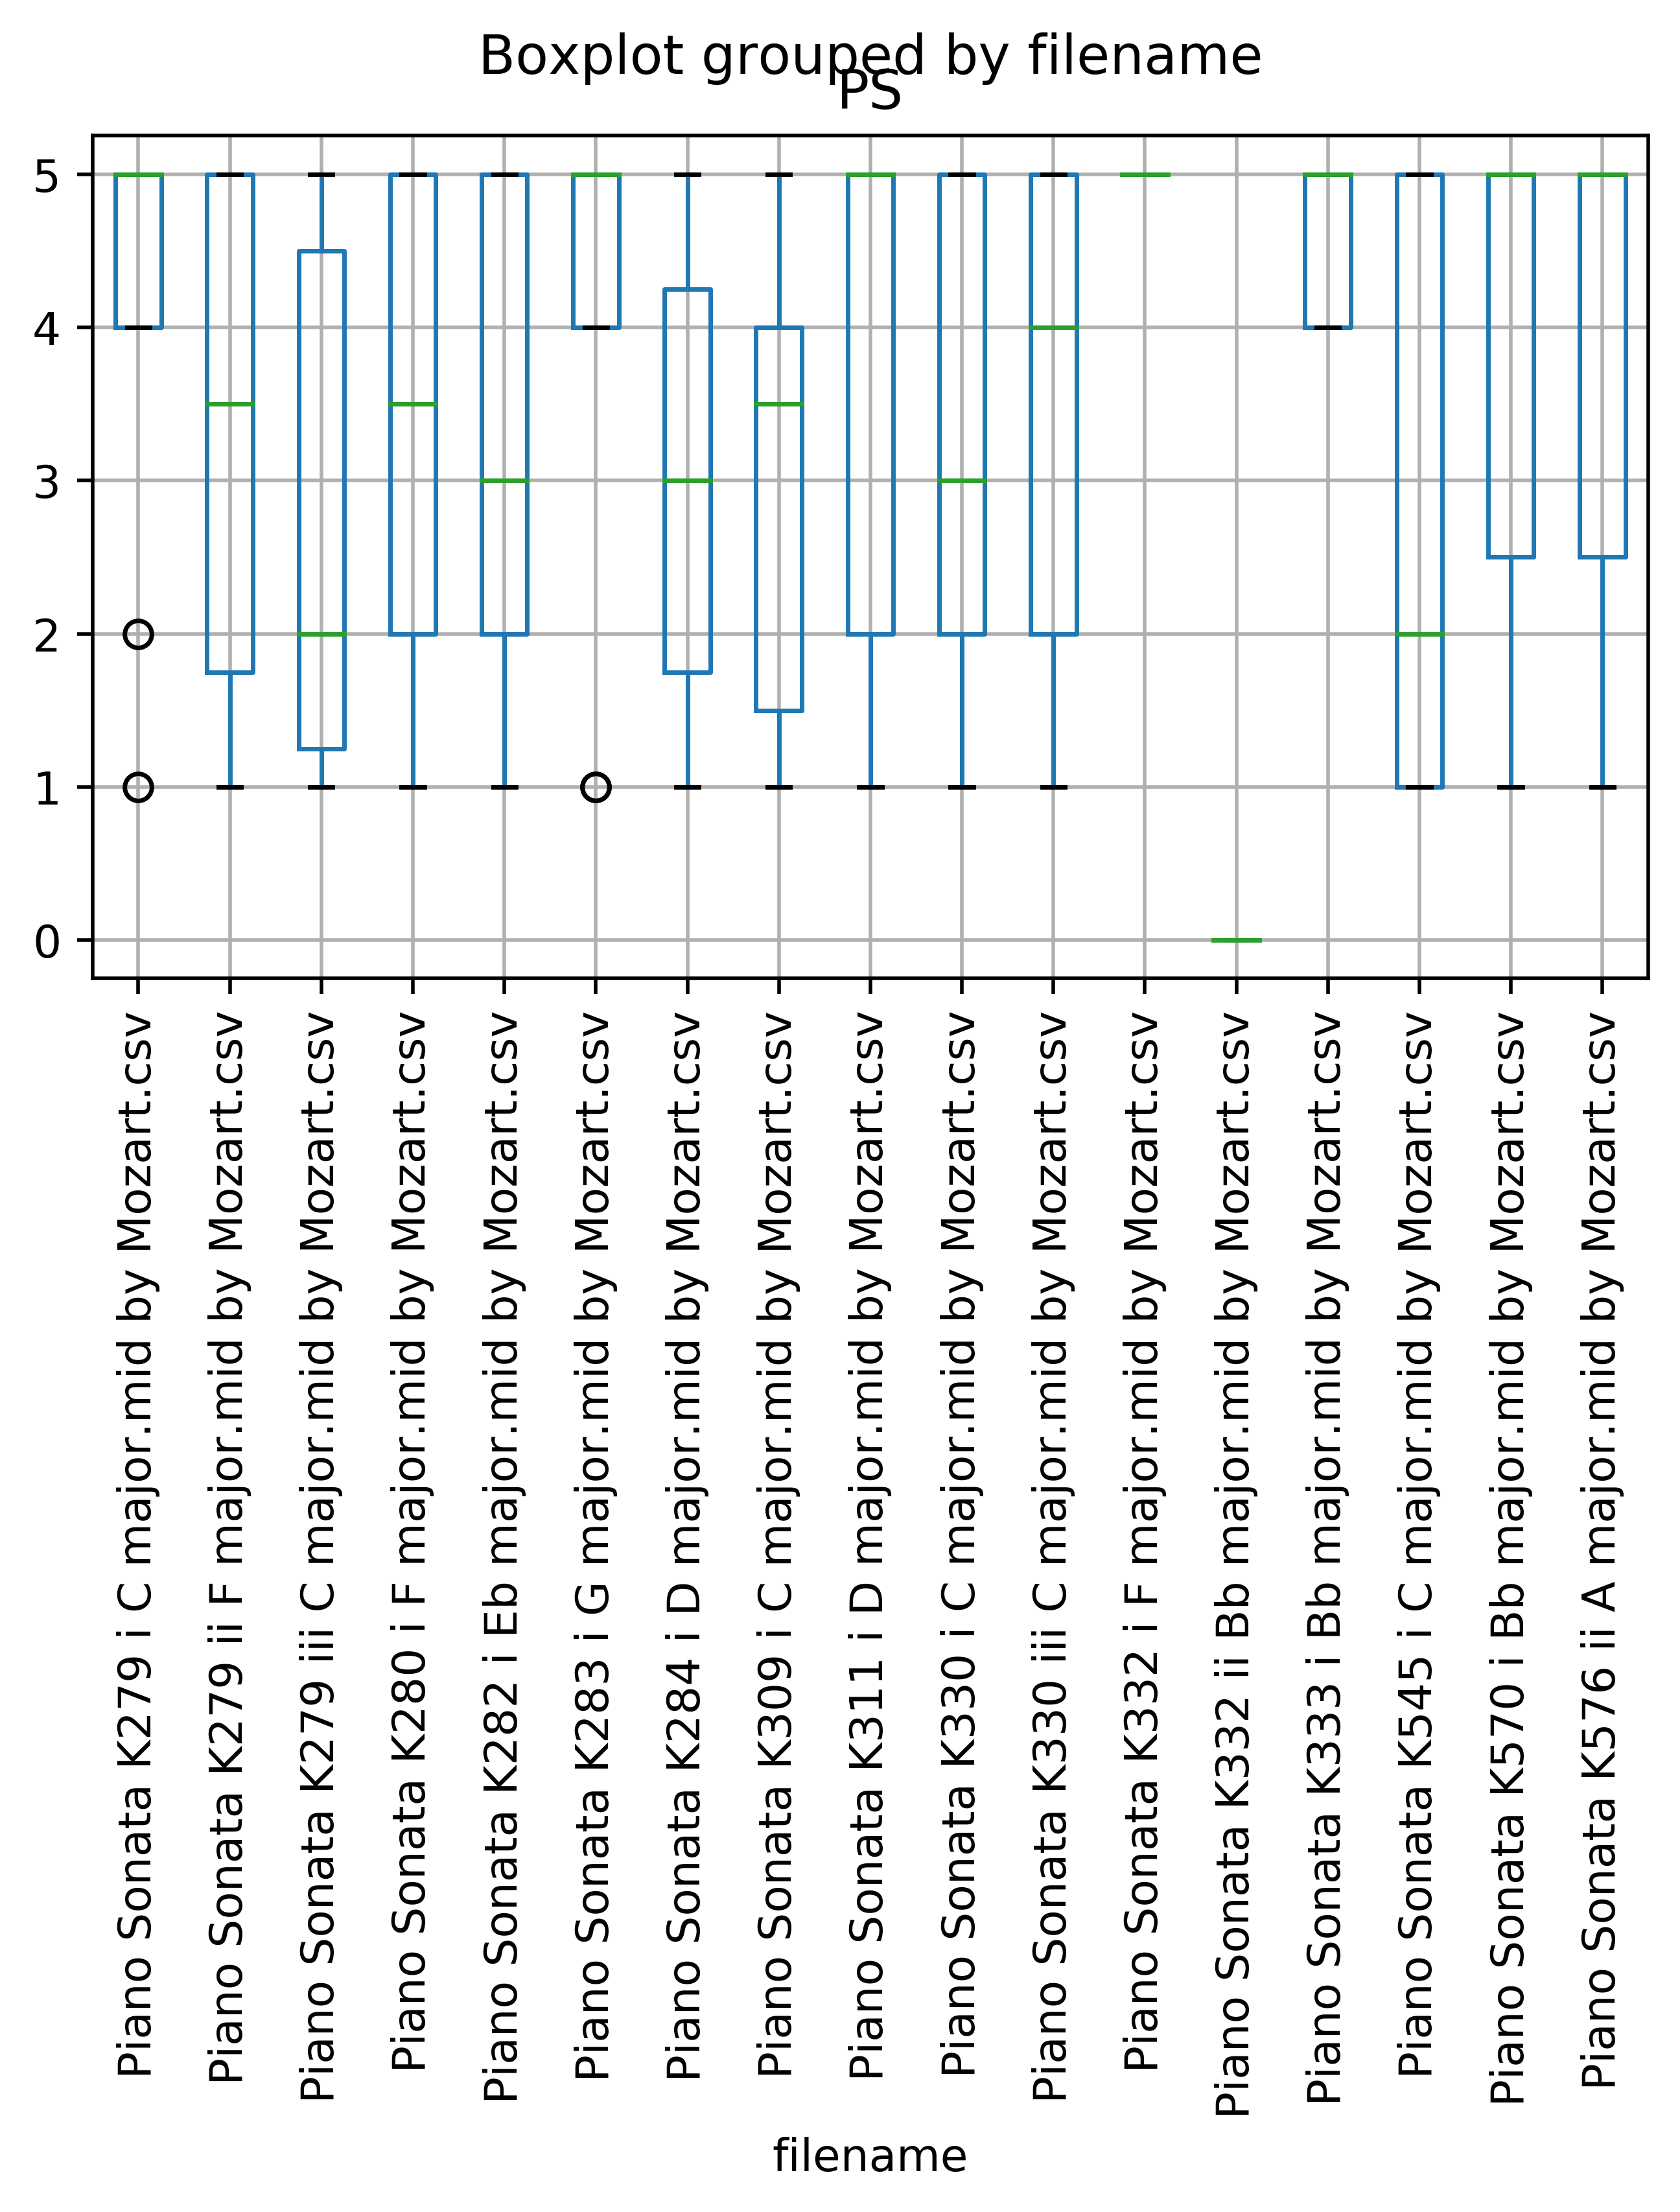 Boxplot grouped by filename
PS
5
4
3
2
1
0
Piano Sonata K279 i C major.mid by Mozart.csv
Piano Sonata K279 ii F major.mid by Mozart.csv
Piano Sonata K279 iii C major.mid by Mozart.csv
Piano Sonata K280 i F major.mid by Mozart.csv
Piano Sonata K282 i Eb major.mid by Mozart.csv
Piano Sonata K283 i G major.mid by Mozart.csv
Piano Sonata K284 i D major.mid by Mozart.csv
Piano Sonata K309 i C major.mid by Mozart.csv
Piano Sonata K311 i D major.mid by Mozart.csv
Piano Sonata K330 i C major.mid by Mozart.csv
Piano Sonata K330 iii C major.mid by Mozart.csv
Piano Sonata K332 i F major.mid by Mozart.csv
Piano Sonata K332 ii Bb major.mid by Mozart.csv
Piano Sonata K333 i Bb major.mid by Mozart.csv
Piano Sonata K545 i C major.mid by Mozart.csv
Piano Sonata K570 i Bb major.mid by Mozart.csv
Piano Sonata K576 ii A major.mid by Mozart.csv
filename